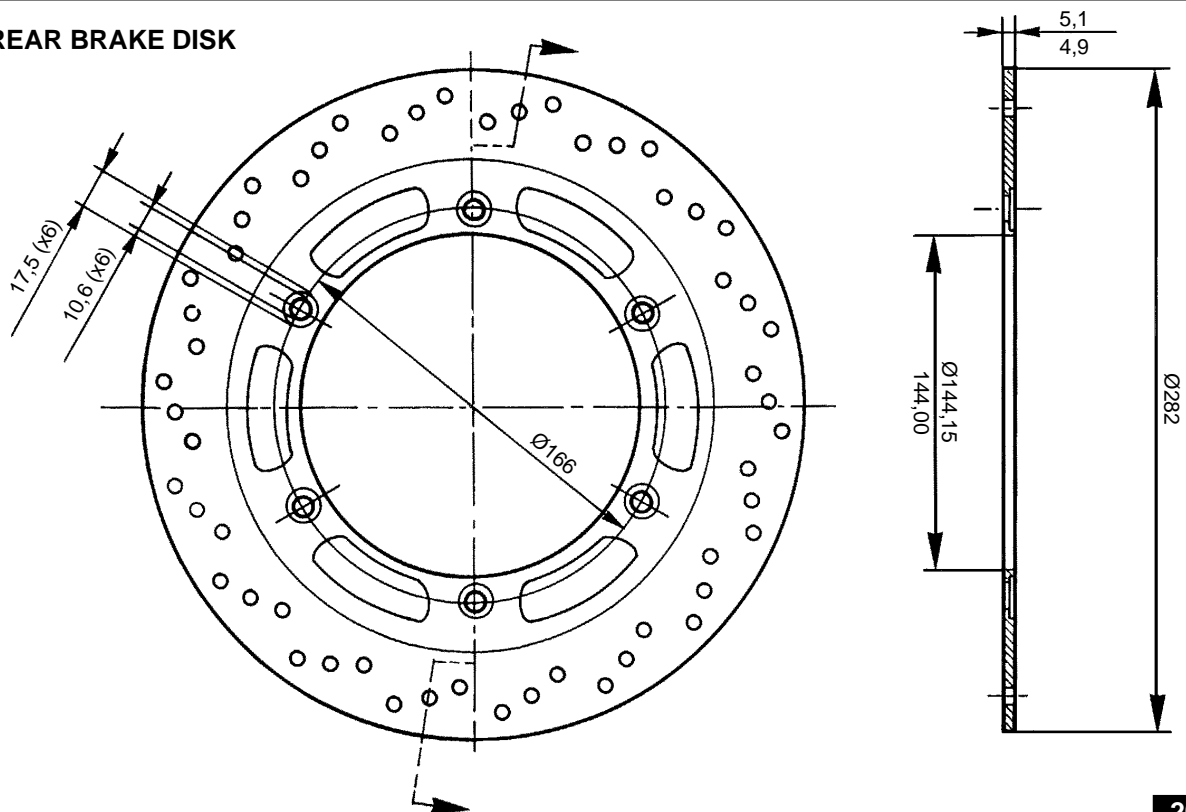 REAR BRAKE DISK
5,1
4,9
17,5 (x6)
10,6 (x6)
Ø166
Ø144,15
144,00
Ø282
2